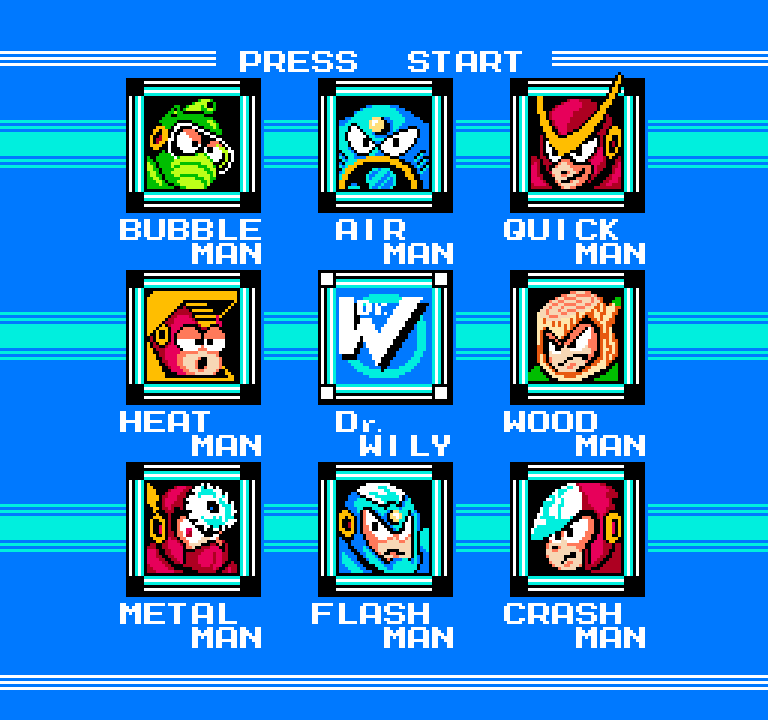 PRESS START
BUBBLE MAN
AIR MAN
QUICK MAN
HEAT MAN
Dr. W
Dr. WILY
WOOD MAN
METAL MAN
FLASH MAN
CRASH MAN